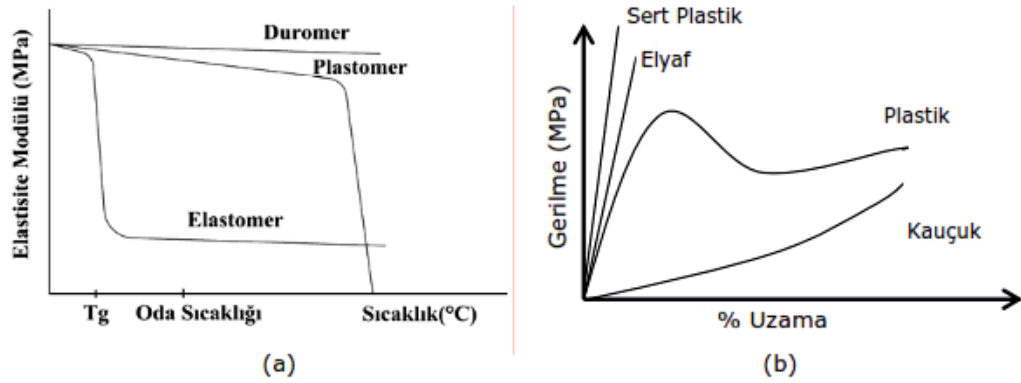 Elastisite Modülü (MPa)
Duromer
Plastomer
Elastomer
Tg
Oda Sıcaklığı
Sıcaklık(°C)
(a)
Gerilme (MPa)
Sert Plastik
Elyaf
Plastik
Kauçuk
% Uzama
(b)